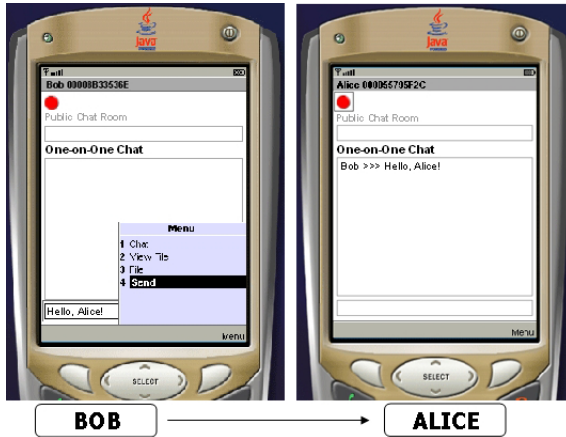 Java
Bob 00008B33536E
Public Chat Room
One-on-One Chat
Menu
1 Chat
2 View File
3 File
4 Send
Hello, Alice!
Menu
SELECT
BOB
Java
Alice 000055795F2C
Public Chat Room
One-on-One Chat
Bob >>> Hello, Alice!
Menu
SELECT
ALICE